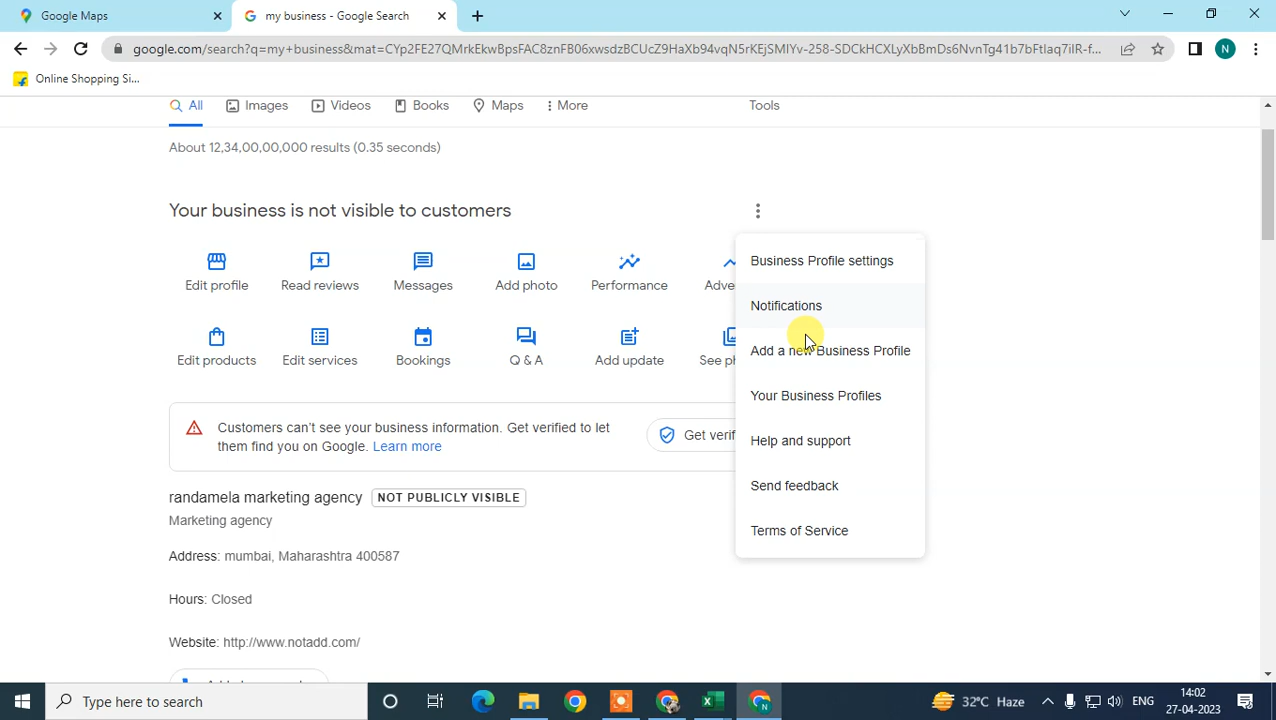 Google Maps
my business - Google Search
google.com/search?q=my+business&mat=CYp2FE27QMrkEkwBpsFAC8znFB06xwsdzBCUcZ9HaXb94vqN5fKEjSMIYv-258-SDCkHCXLyXbBmDs6NvnTg41b7bFtlaq7ilR-f...
N
Online Shopping Si...
All Images Videos Books Maps More Tools
About 12,34,00,00,000 results (0.35 seconds)
Your business is not visible to customers
Edit profile Read reviews Messages Add photo Performance
Edit products Edit services Bookings Q & A Add update
Business Profile settings
Notifications
Add a new Business Profile
Your Business Profiles
Help and support
Send feedback
Terms of Service
Customers can't see your business information. Get verified to let
them find you on Google. Learn more
Get verif
randamela marketing agency NOT PUBLICLY VISIBLE
Marketing agency
Address: mumbai, Maharashtra 400587
Hours: Closed
Website: http://www.notadd.com/
Type here to search
32°C Haze
ENG
14:02
27-04-2023